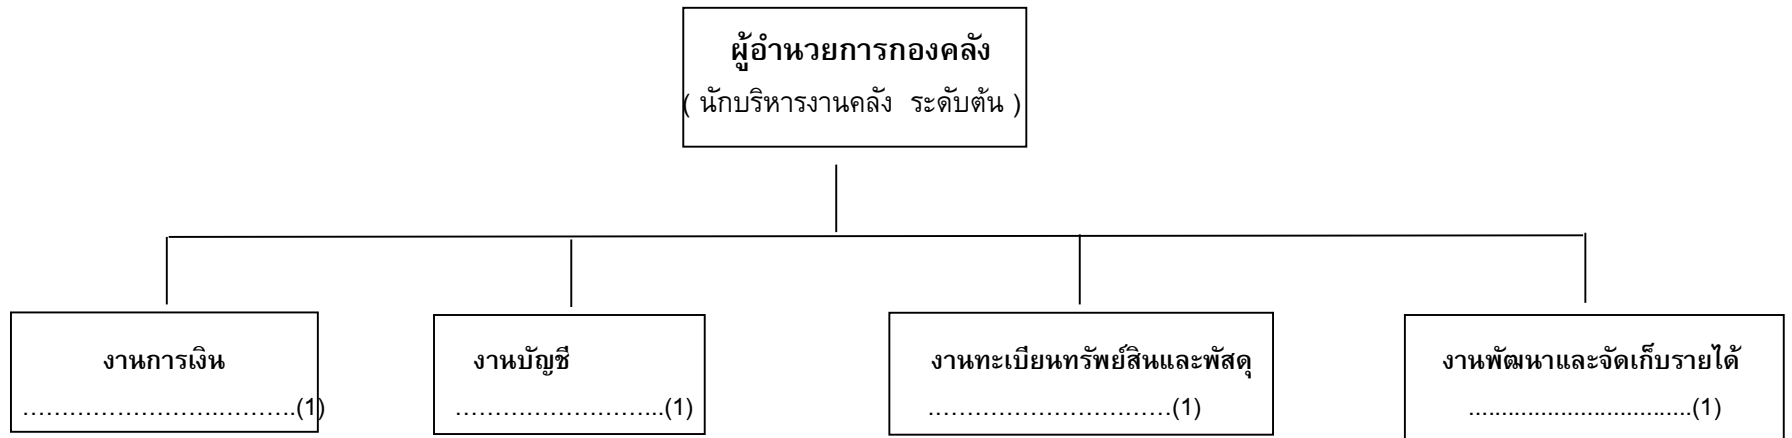 ผู้อำนวยการกองคลัง
( นักบริหารงานคลัง ระดับต้น )
งานการเงิน
……………………..……….(1)
งานบัญชี
……………………...(1)
งานทะเบียนทรัพย์สินและพัสดุ
…………………………(1)
งานพัฒนาและจัดเก็บรายได้
..................................(1)